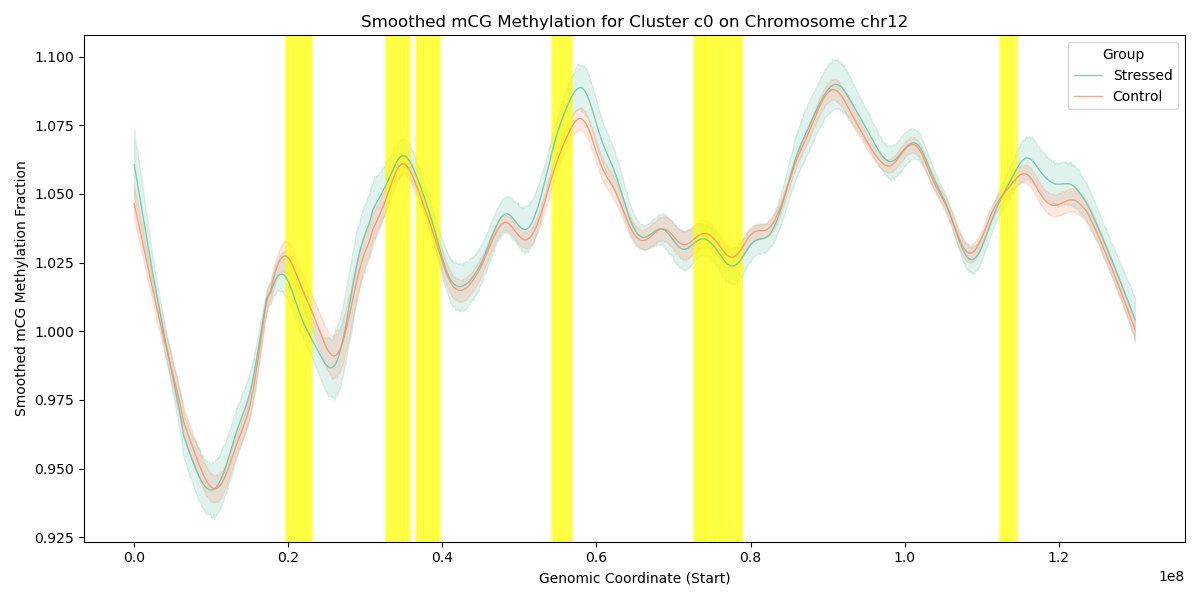 Smoothed mCG Methylation for Cluster c0 on Chromosome chr12
Smoothed mCG Methylation Fraction
1.100
1.075
1.050
1.025
1.000
0.975
0.950
0.925
Group
Stressed
Control
0.0
0.2
0.4
0.6
0.8
1.0
1.2
1e8
Genomic Coordinate (Start)